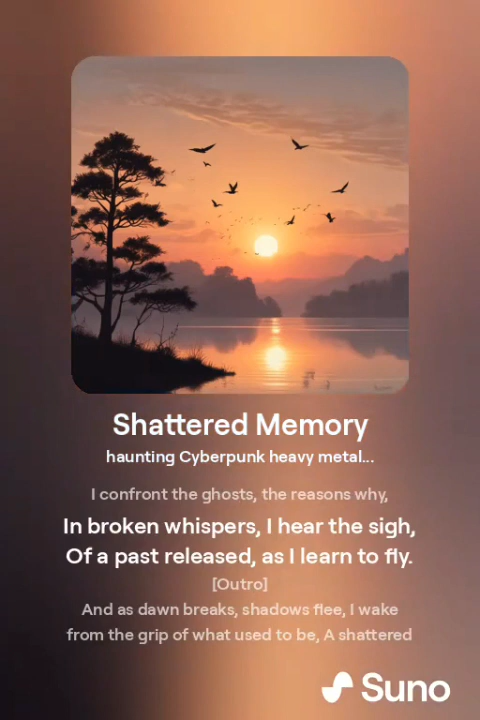 Shattered Memory
haunting Cyberpunk heavy metal...
I confront the ghosts, the reasons why,
In broken whispers, I hear the sigh,
Of a past released, as I learn to fly.
[Outro]
And as dawn breaks, shadows flee, I wake
from the grip of what used to be, A shattered
Suno